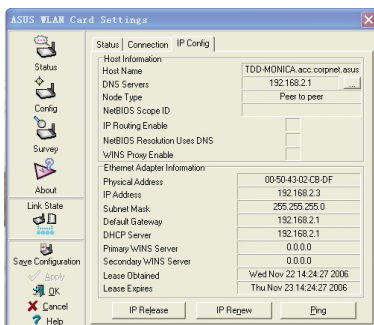 ASUS WLAN Card Settings
Status
Config
Survey
About
Link State
Save Configuration
Apply
OK
Cancel
Help
Status Connection IP Config
Host Information
Host Name TDD-MONICA.acc.corpnet.asus
DNS Servers 192.168.2.1 ...
Node Type Peer to peer
NetBIOS Scope ID
IP Routing Enable
NetBIOS Resolution Uses DNS
WINS Proxy Enable
Ethernet Adapter Information
Physical Address 00-50-43-02-CB-DF
IP Address 192.168.2.3
Subnet Mask 255.255.255.0
Default Gateway 192.168.2.1
DHCP Server 192.168.2.1
Primary WINS Server 0.0.0.0
Secondary WINS Server 0.0.0.0
Lease Obtained Wed Nov 22 14:24:27 2006
Lease Expires Thu Nov 23 14:24:27 2006
IP Release IP Renew Ping